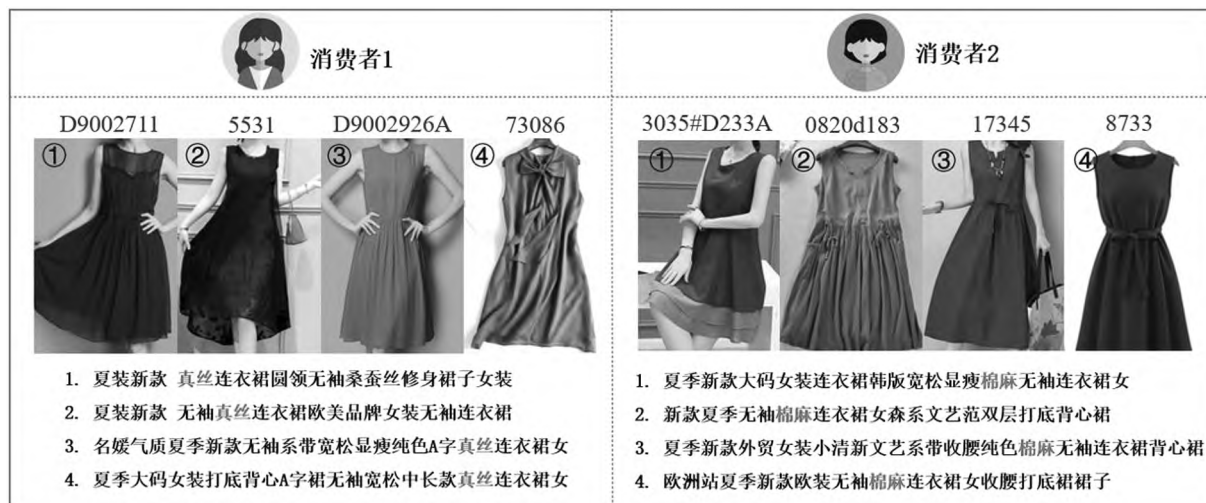 消费者1
D9002711 5531 D9002926A 73086
① ② ③ ④
1. 夏装新款 真丝连衣裙圆领无袖桑蚕丝修身裙子女装
2. 夏装新款 无袖真丝连衣裙欧美品牌女装无袖连衣裙
3. 名媛气质夏季新款无袖系带宽松显瘦纯色A字真丝连衣裙女
4. 夏季大码女装打底背心A字裙无袖宽松中长款真丝连衣裙女
消费者2
3035#D233A 0820d183 17345 8733
① ② ③ ④
1. 夏季新款大码女装连衣裙韩版宽松显瘦棉麻无袖连衣裙女
2. 新款夏季无袖棉麻连衣裙女森系文艺范双层打底背心裙
3. 夏季新款外贸女装小清新文艺系带收腰纯色棉麻无袖连衣裙背心裙
4. 欧洲站夏季新款欧装无袖棉麻连衣裙女收腰打底裙裙子